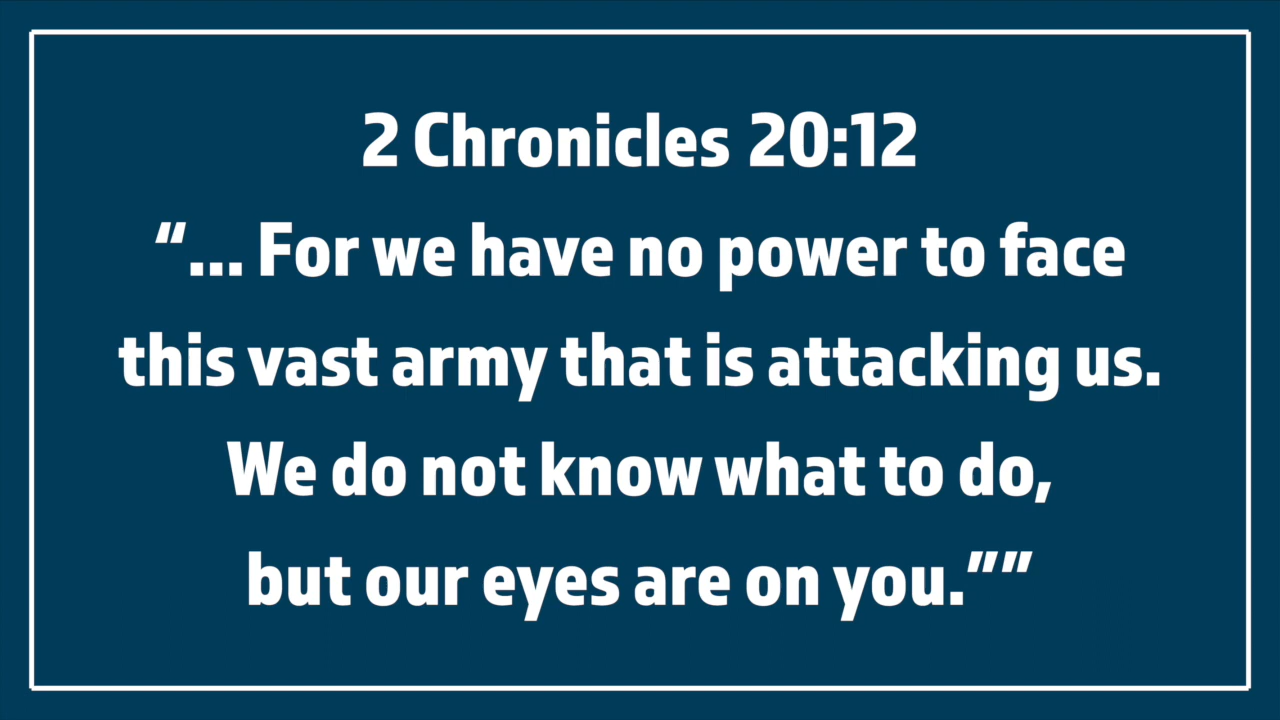 2 Chronicles 20:12
“... For we have no power to face
this vast army that is attacking us.
We do not know what to do,
but our eyes are on you.””